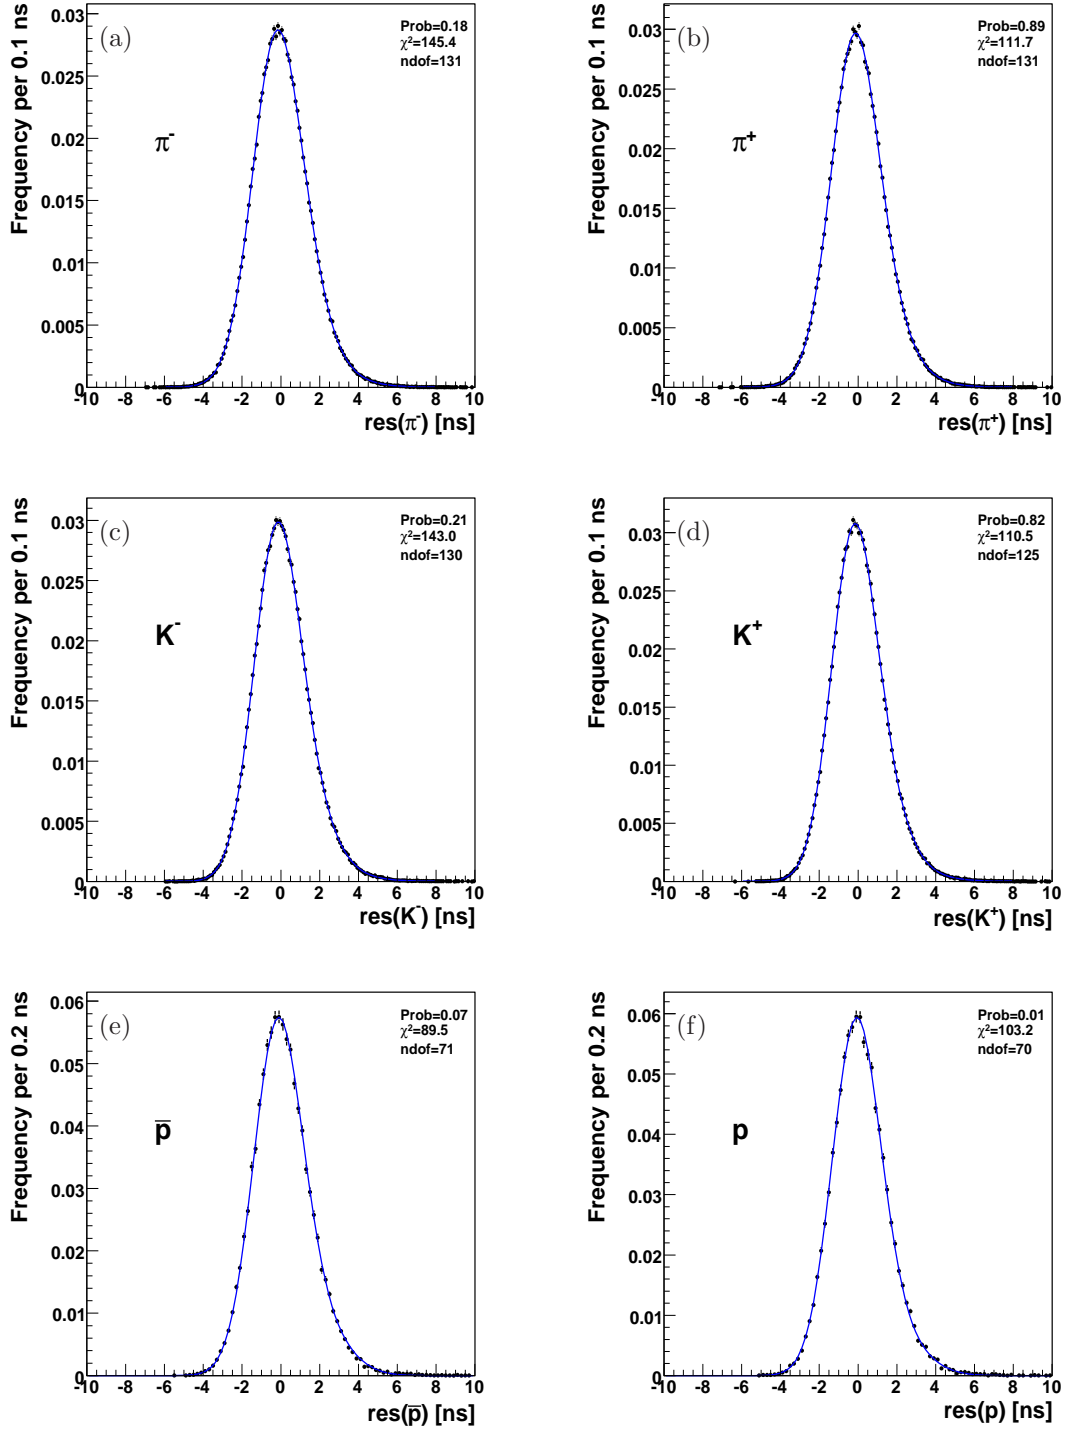 (a)
Prob=0.18
χ²=145.4
ndof=131
π⁻
Frequency per 0.1 ns
0.03
0.025
0.02
0.015
0.01
0.005
0
-10 -8 -6 -4 -2 0 2 4 6 8 10
res(π⁻) [ns]
(b)
Prob=0.89
χ²=111.7
ndof=131
π⁺
Frequency per 0.1 ns
0.03
0.025
0.02
0.015
0.01
0.005
0
-10 -8 -6 -4 -2 0 2 4 6 8 10
res(π⁺) [ns]
(c)
Prob=0.21
χ²=143.0
ndof=130
K⁻
Frequency per 0.1 ns
0.03
0.025
0.02
0.015
0.01
0.005
0
-10 -8 -6 -4 -2 0 2 4 6 8 10
res(K⁻) [ns]
(d)
Prob=0.82
χ²=110.5
ndof=125
K⁺
Frequency per 0.1 ns
0.03
0.025
0.02
0.015
0.01
0.005
0
-10 -8 -6 -4 -2 0 2 4 6 8 10
res(K⁺) [ns]
(e)
Prob=0.07
χ²=89.5
ndof=71
p̅
Frequency per 0.2 ns
0.06
0.05
0.04
0.03
0.02
0.01
0
-10 -8 -6 -4 -2 0 2 4 6 8 10
res(p̅) [ns]
(f)
Prob=0.01
χ²=103.2
ndof=70
p
Frequency per 0.2 ns
0.06
0.05
0.04
0.03
0.02
0.01
0
-10 -8 -6 -4 -2 0 2 4 6 8 10
res(p) [ns]